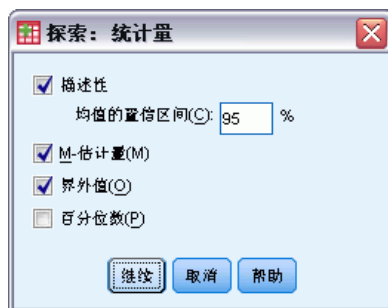 探索：统计量
描述性
均值的置信区间(C): 95 %
M-估计量(M)
界外值(O)
百分位数(P)
继续 取消 帮助